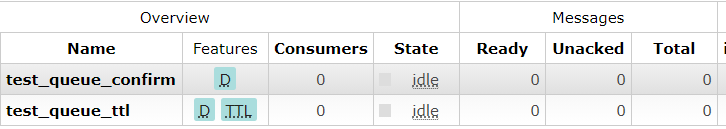 Overview Messages
Name Features Consumers State Ready Unacked Total
test_queue_confirm D 0 idle 0 0 0
test_queue_ttl D TTL 0 idle 0 0 0